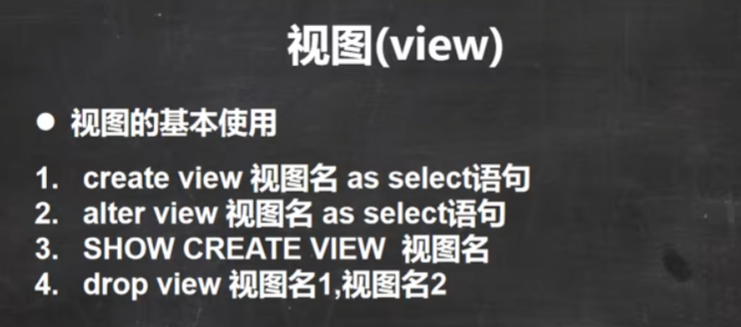 视图(view)
● 视图的基本使用
1. create view 视图名 as select语句
2. alter view 视图名 as select语句
3. SHOW CREATE VIEW 视图名
4. drop view 视图名1,视图名2